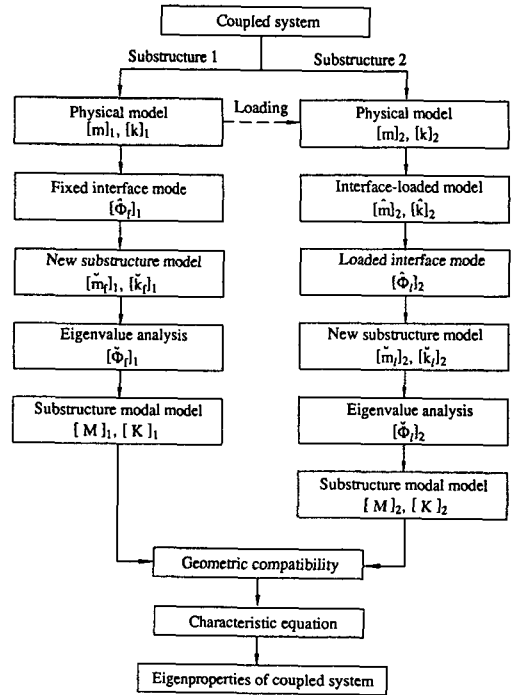 Coupled system
Substructure 1
Substructure 2
Physical model
[m]₁, [k]₁
Loading
Physical model
[m]₂, [k]₂
Fixed interface mode
[Φ̂f]₁
Interface-loaded model
[m̂]₂, [k̂]₂
New substructure model
[m̌f]₁, [ǩf]₁
Loaded interface mode
[Φ̂l]₂
Eigenvalue analysis
[Φ̌f]₁
New substructure model
[m̌l]₂, [ǩl]₂
Substructure modal model
[ M ]₁, [ K ]₁
Eigenvalue analysis
[Φ̌l]₂
Substructure modal model
[ M ]₂, [ K ]₂
Geometric compatibility
Characteristic equation
Eigenproperties of coupled system